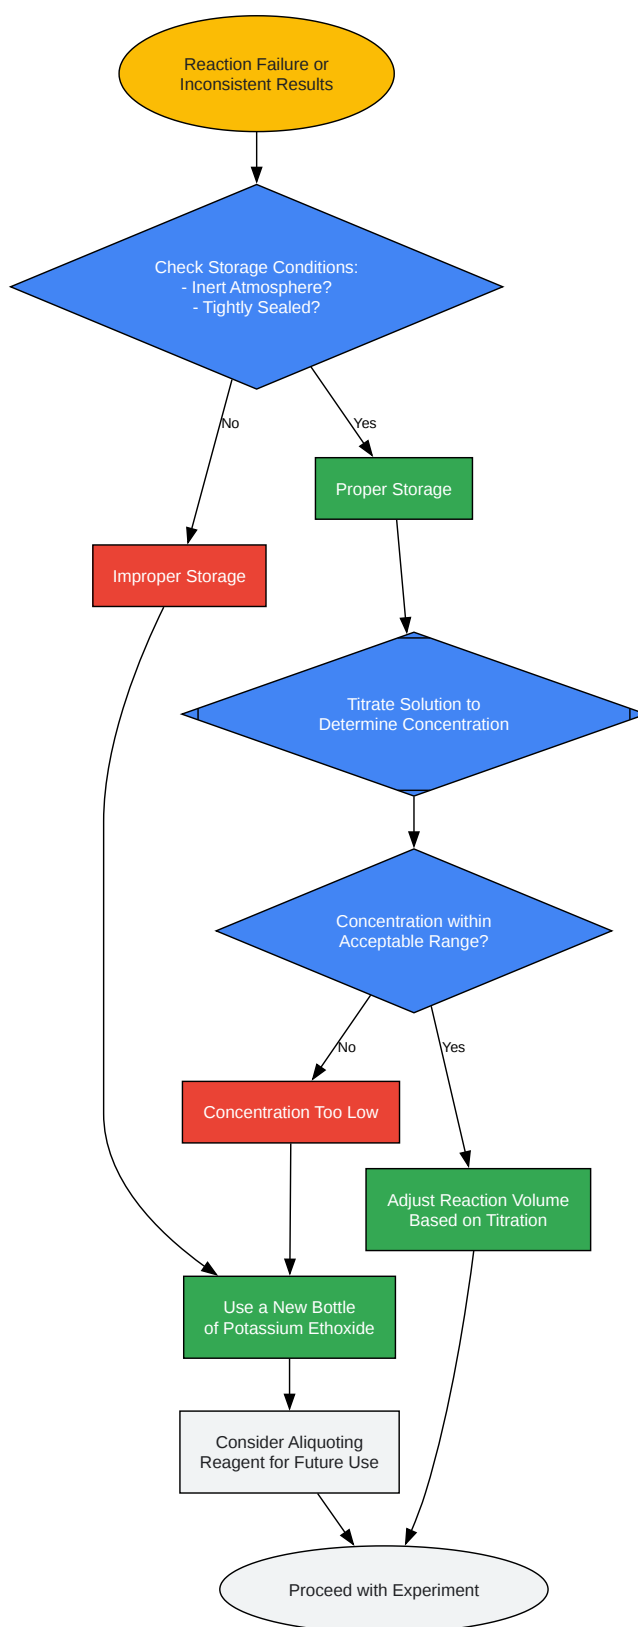 Reaction Failure or
Inconsistent Results
Check Storage Conditions:
- Inert Atmosphere?
- Tightly Sealed?
No
Yes
Proper Storage
Improper Storage
Titrate Solution to
Determine Concentration
Concentration within
Acceptable Range?
No
Yes
Concentration Too Low
Adjust Reaction Volume
Based on Titration
Use a New Bottle
of Potassium Ethoxide
Consider Aliquoting
Reagent for Future Use
Proceed with Experiment